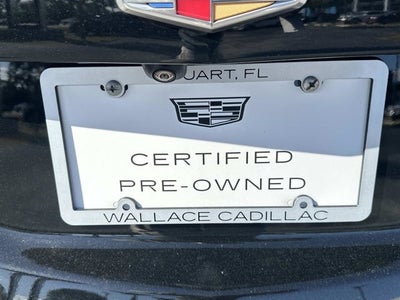 UART, FL
CERTIFIED
PRE-OWNED
WALLACE CADILLAC